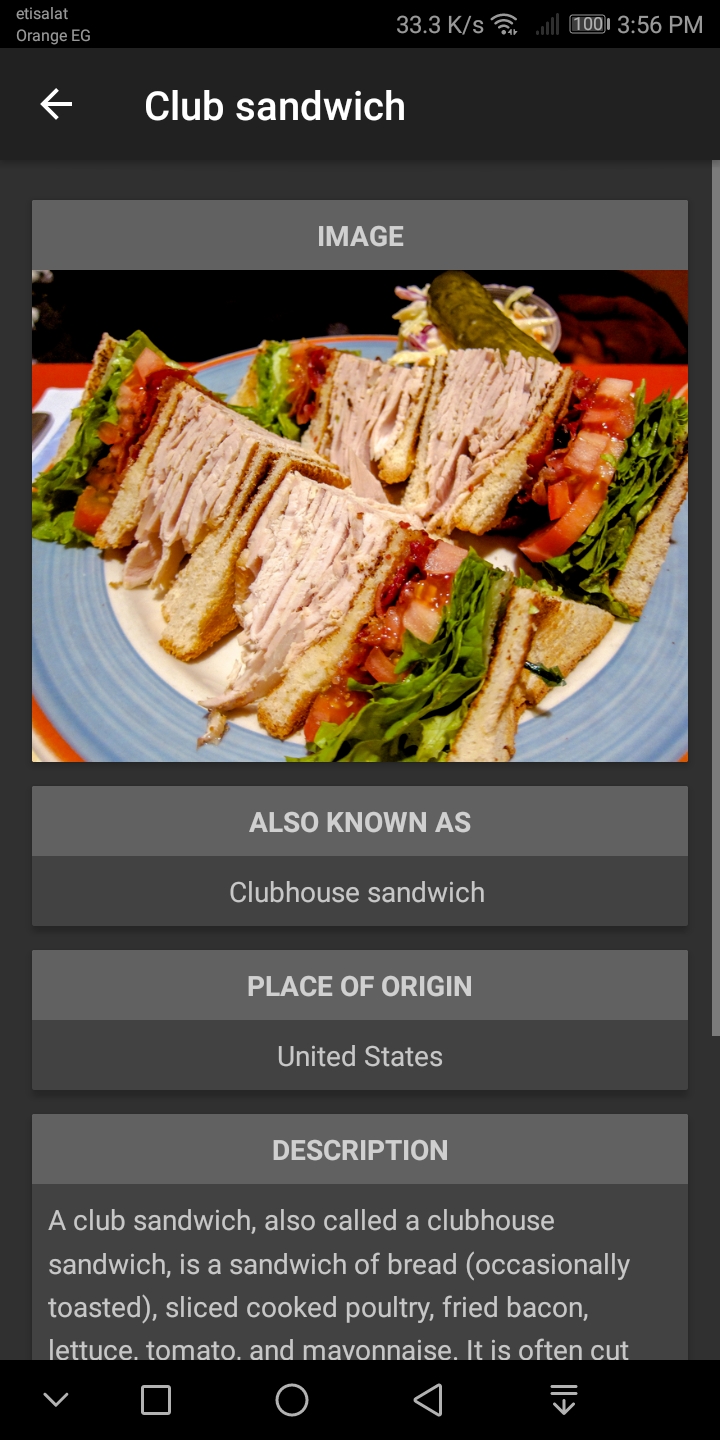 etisalat
Orange EG
33.3 K/s 100 3:56 PM
Club sandwich
IMAGE
ALSO KNOWN AS
Clubhouse sandwich
PLACE OF ORIGIN
United States
DESCRIPTION
A club sandwich, also called a clubhouse
sandwich, is a sandwich of bread (occasionally
toasted), sliced cooked poultry, fried bacon,
lettuce, tomato, and mayonnaise. It is often cut